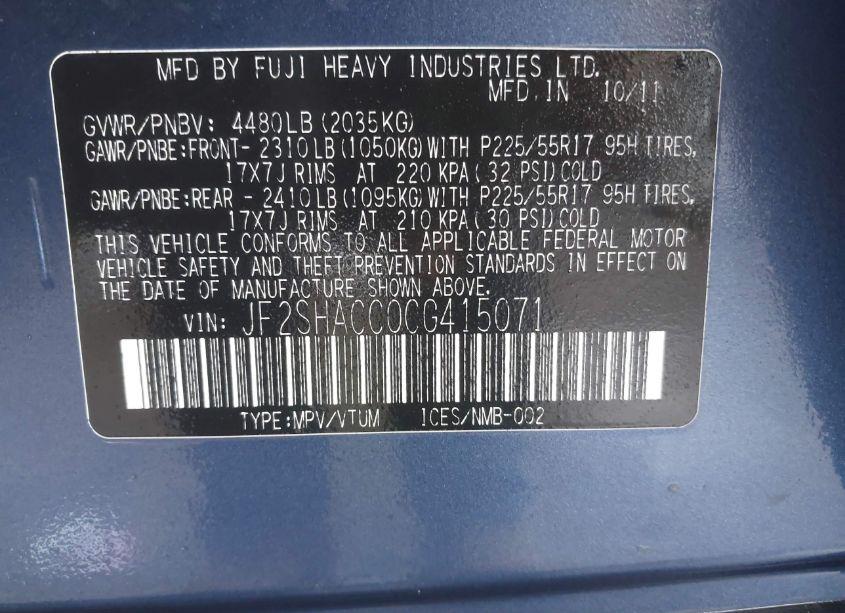 MFD BY FUJI HEAVY INDUSTRIES LTD.
MFD.IN 10/11
GVWR/PNBV: 4480LB(2035KG)
GAWR/PNBE:FRONT- 2310LB(1050KG)WITH P225/55R17 95H TIRES,
17X7J RIMS AT 220 KPA( 32 PSI)COLD
GAWR/PNBE:REAR - 2410LB(1095KG)WITH P225/55R17 95H TIRES,
17X7J RIMS AT 210 KPA( 30 PSI)COLD
THIS VEHICLE CONFORMS TO ALL APPLICABLE FEDERAL MOTOR
VEHICLE SAFETY AND THEFT PREVENTION STANDARDS IN EFFECT ON
THE DATE OF MANUFACTURE SHOWN ABOVE.
VIN: JF2SHACC0CG415071
TYPE:MPV/VTUM ICES/NMB-002